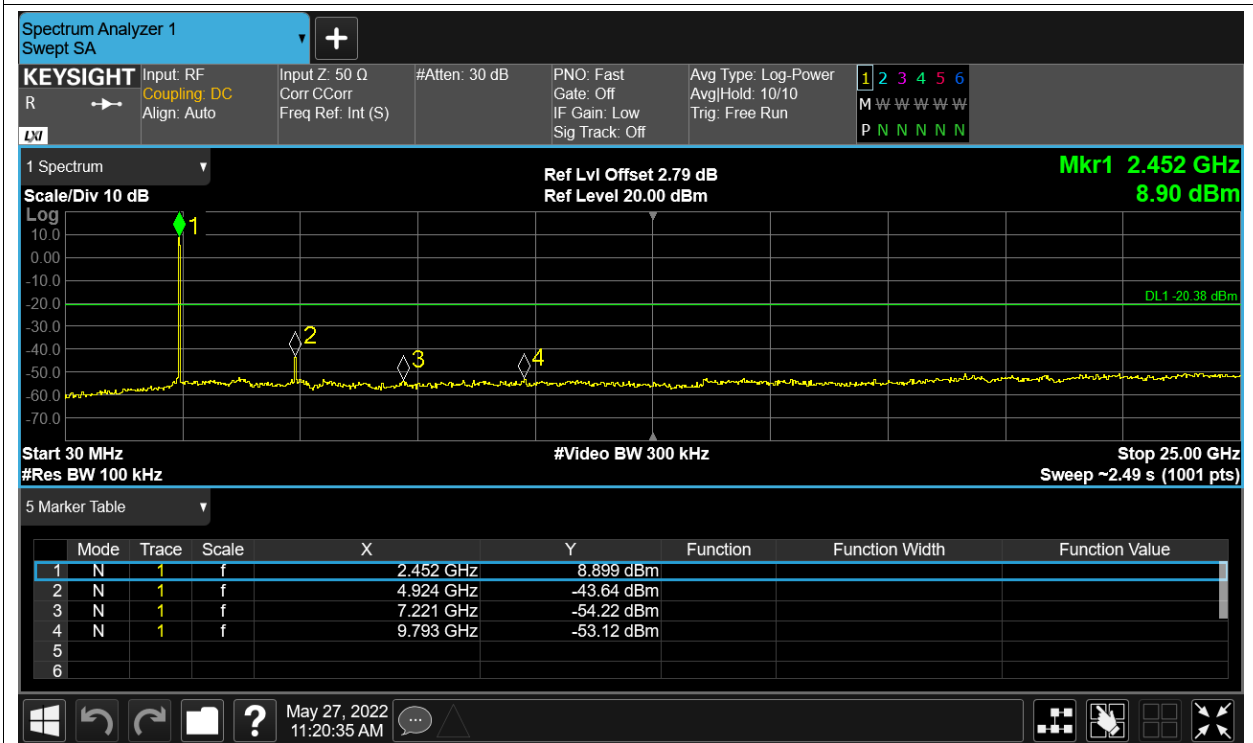 Spectrum Analyzer 1
Swept SA
KEYSIGHT Input: RF Input Z: 50 Ω #Atten: 30 dB PNO: Fast Avg Type: Log-Power 1 2 3 4 5 6
R Coupling: DC Corr CCorr Gate: Off Avg|Hold: 10/10 M W W W W W
Align: Auto Freq Ref: Int (S) IF Gain: Low Trig: Free Run
LXI Sig Track: Off P N N N N N
1 Spectrum Ref Lvl Offset 2.79 dB Mkr1 2.452 GHz
Scale/Div 10 dB Ref Level 20.00 dBm 8.90 dBm
Log
1
10.0
0.00
-10.0
DL1 -20.38 dBm
-20.0
-30.0
2
-40.0
3 4
-50.0
-60.0
-70.0
Start 30 MHz #Video BW 300 kHz Stop 25.00 GHz
#Res BW 100 kHz Sweep ~2.49 s (1001 pts)
5 Marker Table
Mode Trace Scale X Y Function Function Width Function Value
1 N 1 f 2.452 GHz 8.899 dBm
2 N 1 f 4.924 GHz -43.64 dBm
3 N 1 f 7.221 GHz -54.22 dBm
4 N 1 f 9.793 GHz -53.12 dBm
5
6
? May 27, 2022
11:20:35 AM